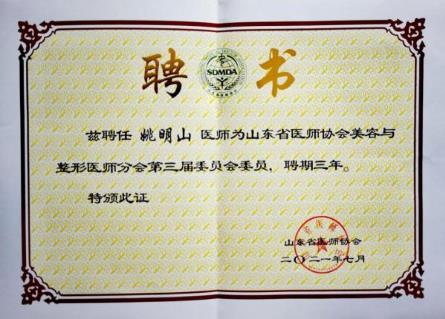 聘书
SDMDA
兹聘任 姚明山 医师为山东省医师协会美容与
整形医师分会第三届委员会委员，聘期三年。
特颁此证
山东省医师协会
二〇二一年七月